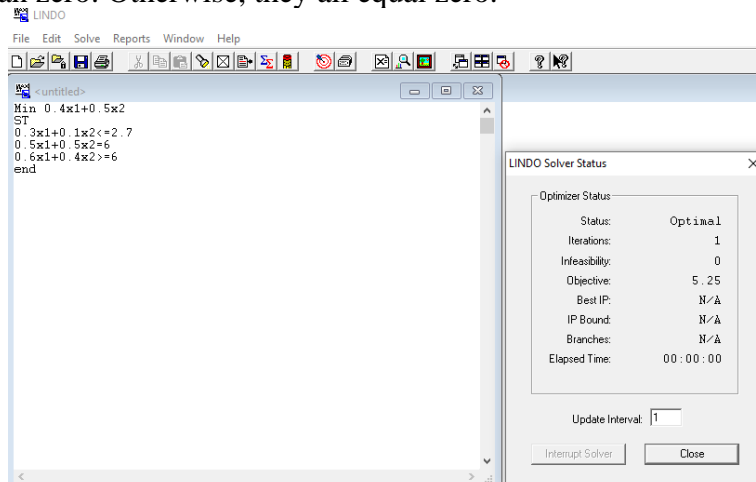 an zero. Otherwise, they all equal zero.
LINDO
File Edit Solve Reports Window Help
<untitled>
Min 0.4x1+0.5x2
ST
0.3x1+0.1x2<=2.7
0.5x1+0.5x2=6
0.6x1+0.4x2>=6
end
LINDO Solver Status
Optimizer Status
Status: Optimal
Iterations: 1
Infeasibility: 0
Objective: 5.25
Best IP: N/A
IP Bound: N/A
Branches: N/A
Elapsed Time: 00:00:00
Update Interval: 1
Interrupt Solver Close